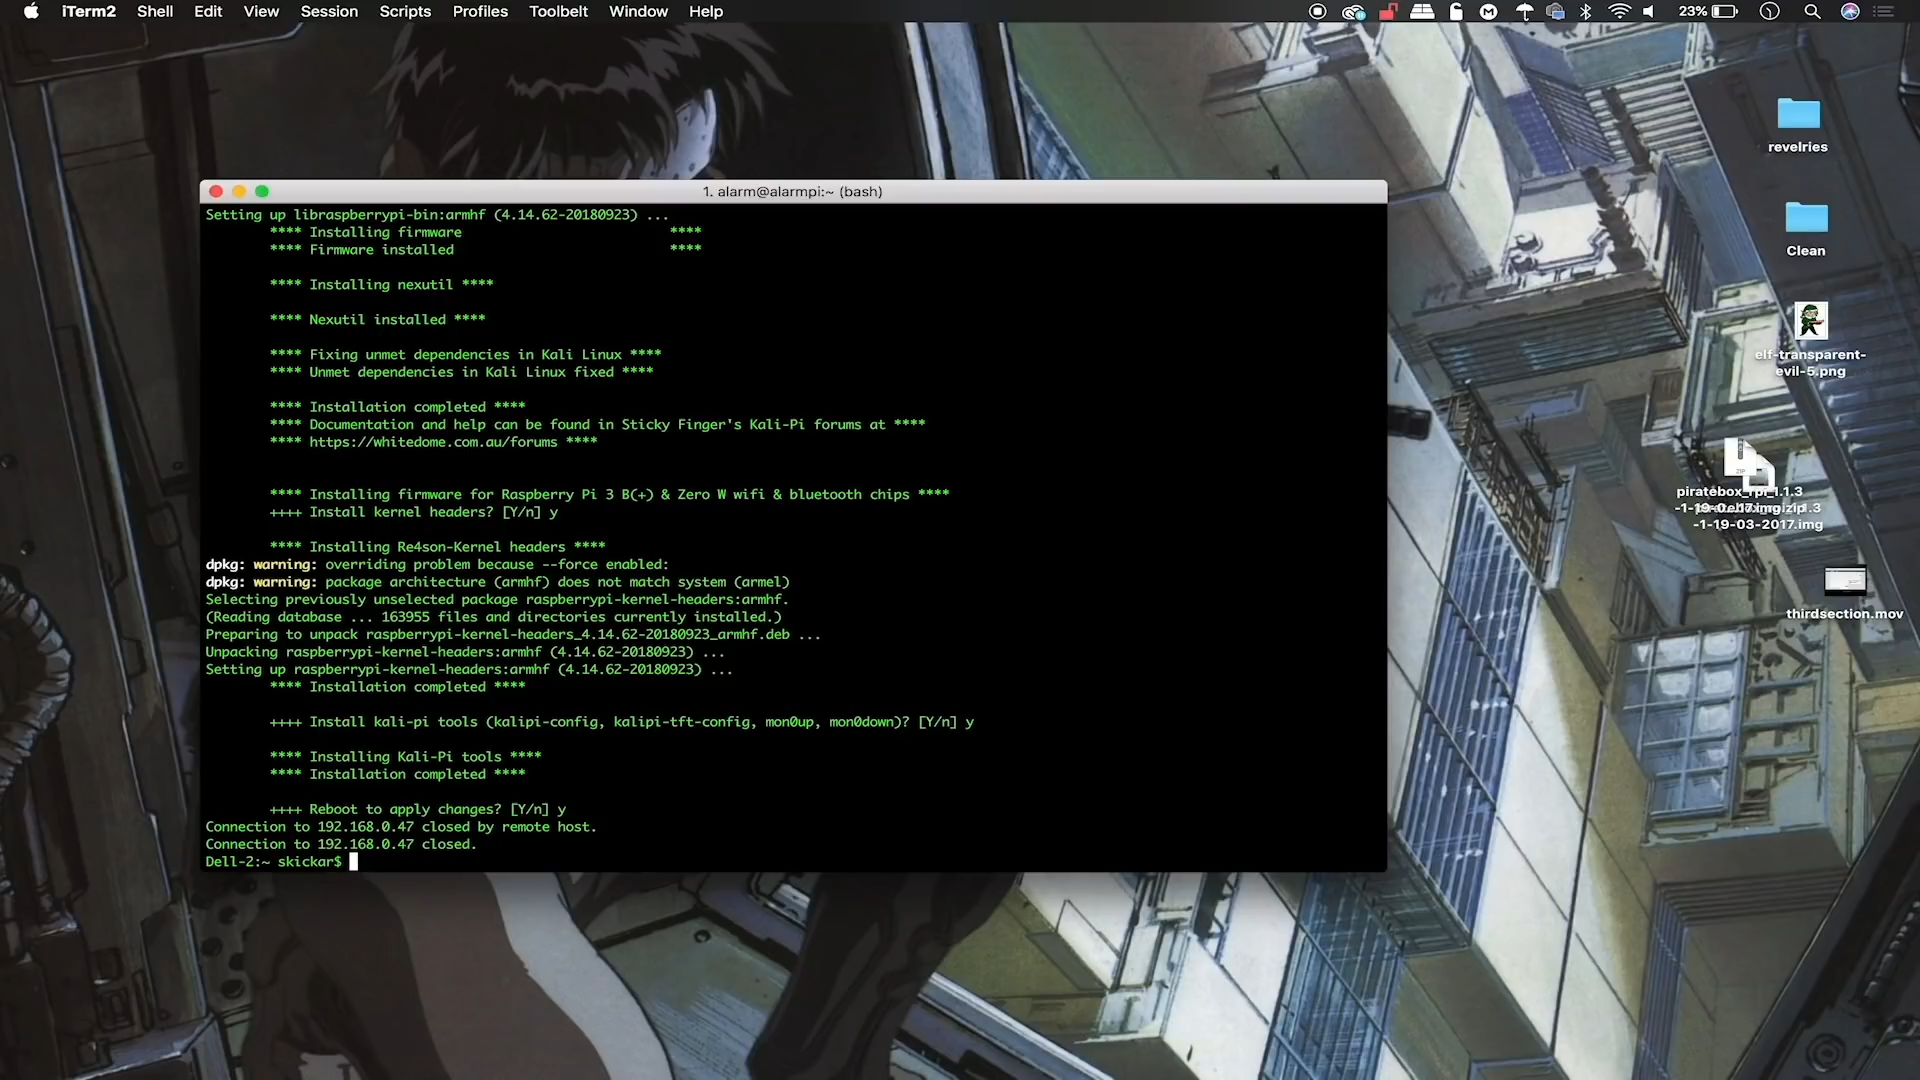 iTerm2 Shell Edit View Session Scripts Profiles Toolbelt Window Help 23%
1. alarm@alarmpi:~ (bash)
Setting up libraspberrypi-bin:armhf (4.14.62-20180923) ...
**** Installing firmware ****
**** Firmware installed ****
**** Installing nexutil ****
**** Nexutil installed ****
**** Fixing unmet dependencies in Kali Linux ****
**** Unmet dependencies in Kali Linux fixed ****
**** Installation completed ****
**** Documentation and help can be found in Sticky Finger's Kali-Pi forums at ****
**** https://whitedome.com.au/forums ****
**** Installing firmware for Raspberry Pi 3 B(+) & Zero W wifi & bluetooth chips ****
++++ Install kernel headers? [Y/n] y
**** Installing Re4son-Kernel headers ****
dpkg: warning: overriding problem because --force enabled:
dpkg: warning: package architecture (armhf) does not match system (armel)
Selecting previously unselected package raspberrypi-kernel-headers:armhf.
(Reading database ... 163955 files and directories currently installed.)
Preparing to unpack raspberrypi-kernel-headers_4.14.62-20180923_armhf.deb ...
Unpacking raspberrypi-kernel-headers:armhf (4.14.62-20180923) ...
Setting up raspberrypi-kernel-headers:armhf (4.14.62-20180923) ...
**** Installation completed ****
++++ Install kali-pi tools (kalipi-config, kalipi-tft-config, mon0up, mon0down)? [Y/n] y
**** Installing Kali-Pi tools ****
**** Installation completed ****
++++ Reboot to apply changes? [Y/n] y
Connection to 192.168.0.47 closed by remote host.
Connection to 192.168.0.47 closed.
Dell-2:~ skickar$
revelries
Clean
elf-transparent-
evil-5.png
ZIP
piratebox_rpi_1.1.3
-1-19-03-2017.img
thirdsection.mov